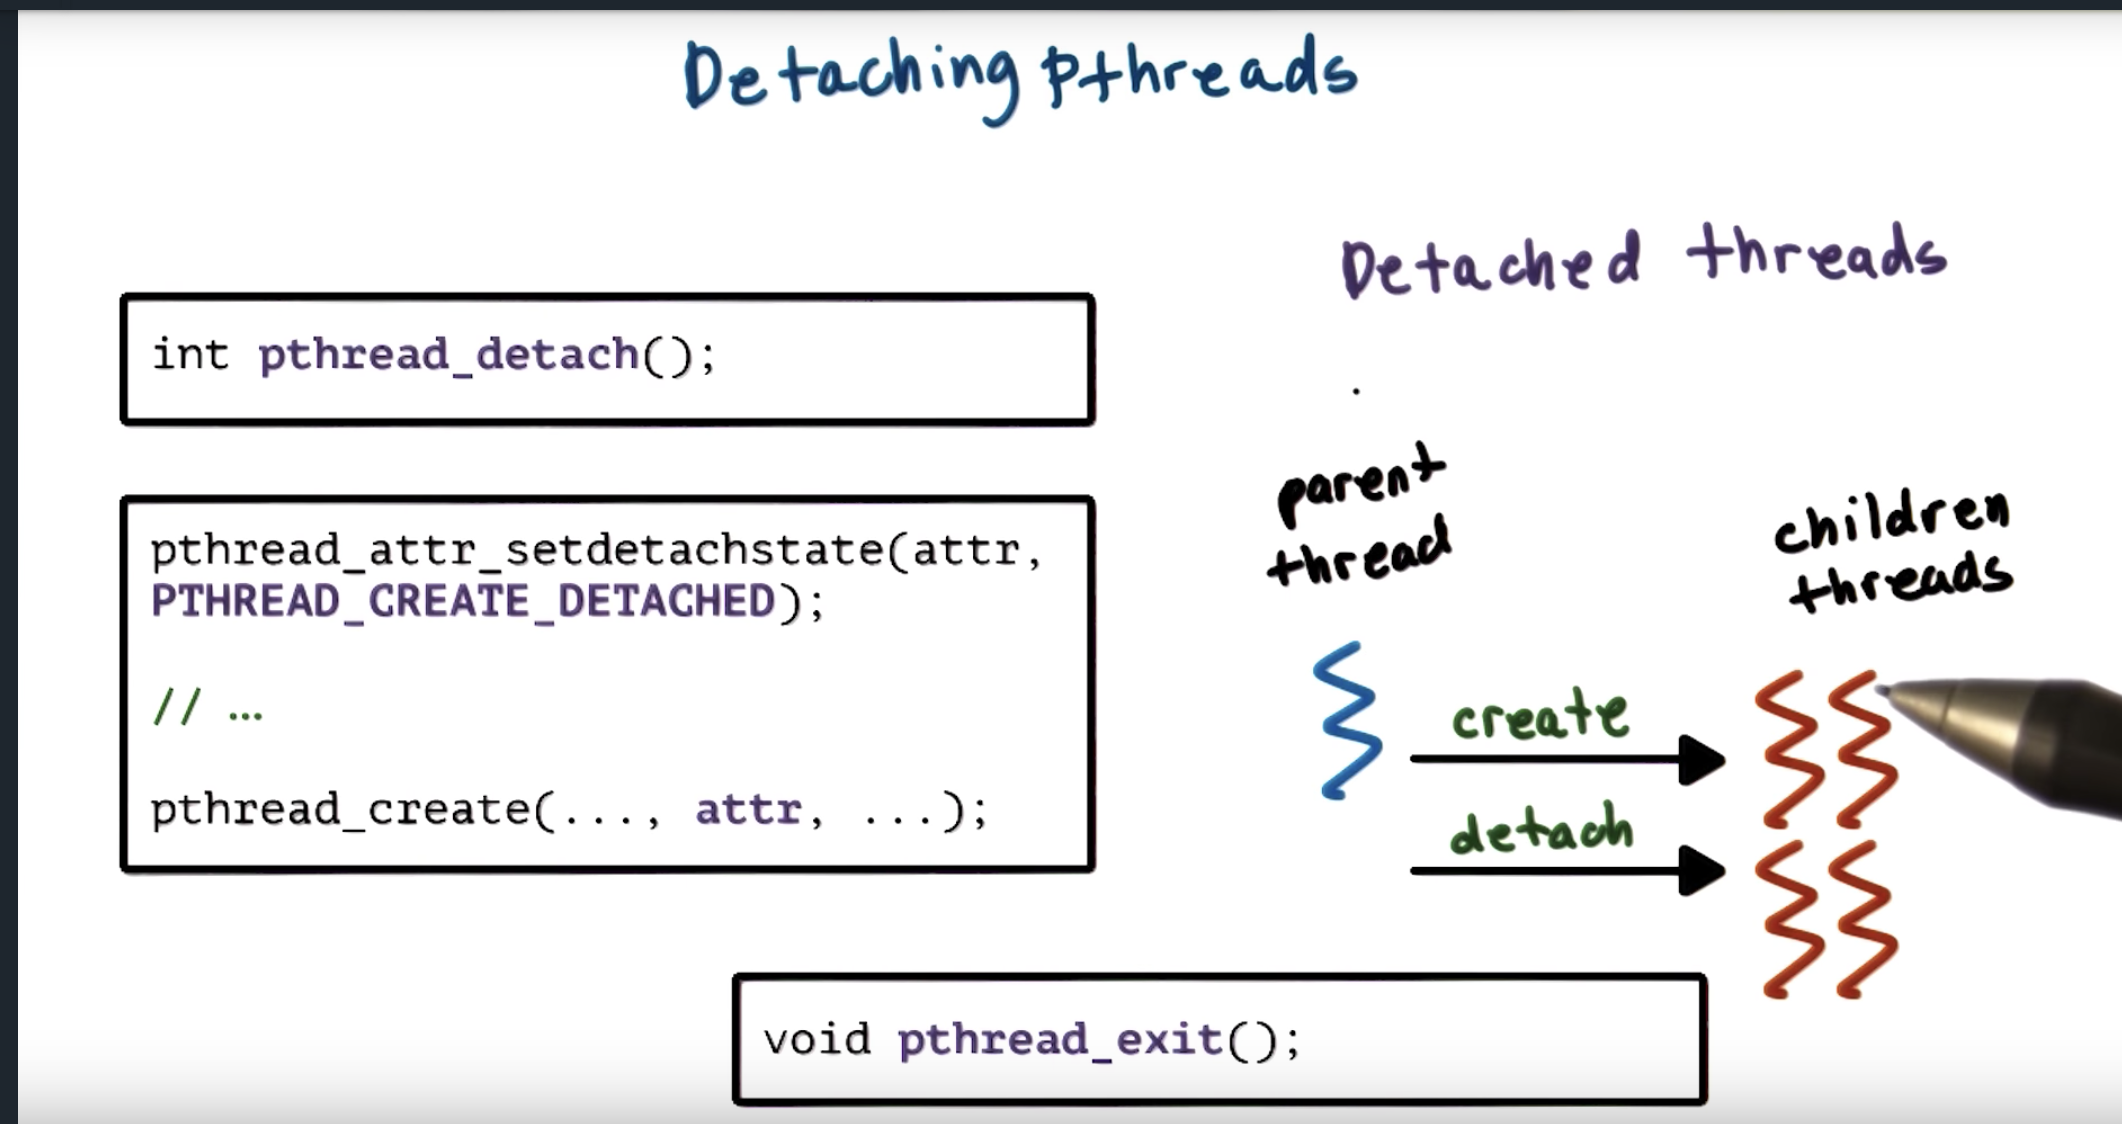 Detaching Pthreads
int pthread_detach();
pthread_attr_setdetachstate(attr,
PTHREAD_CREATE_DETACHED);
// ...
pthread_create(..., attr, ...);
Detached threads
parent
thread
children
threads
create
detach
void pthread_exit();